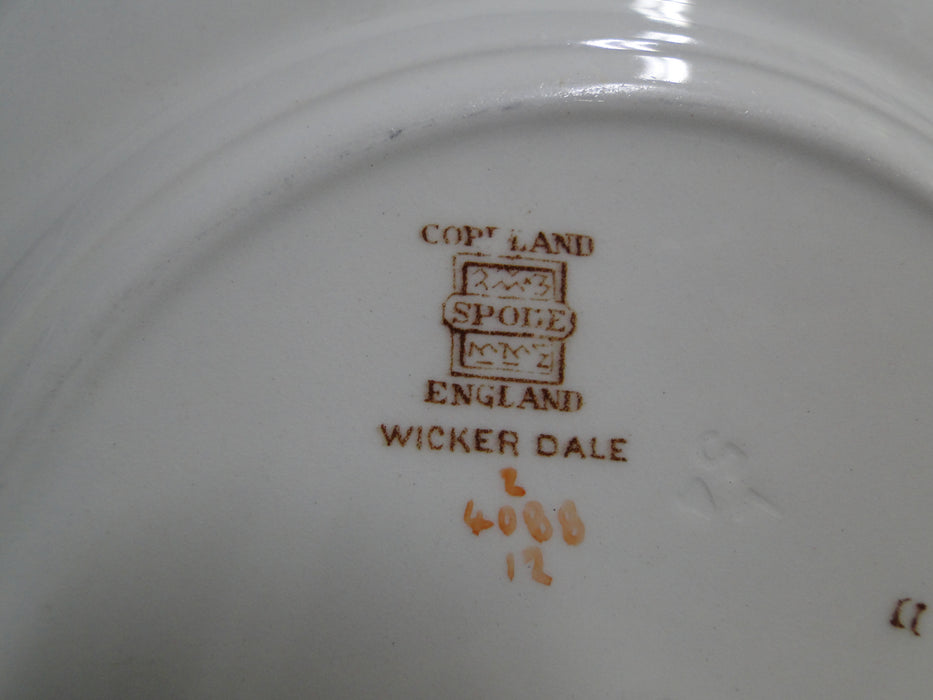 COPELAND
SPODE
ENGLAND
WICKER DALE
2
4088
12